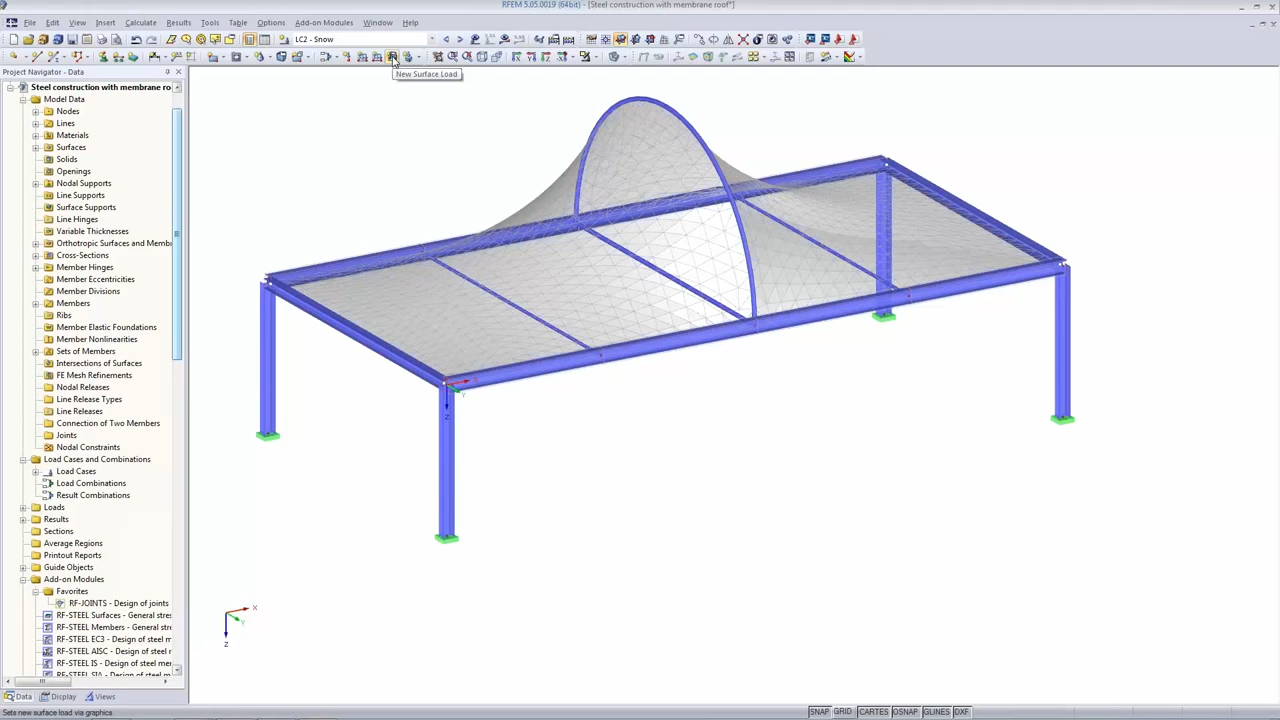 RFEM 5.05.0019 (64bit) - [Steel construction with membrane roof*]
File Edit View Insert Calculate Results Tools Table Options Add-on Modules Window Help
LC2 - Snow
Project Navigator - Data
New Surface Load
Steel construction with membrane ro
Model Data
Nodes
Lines
Materials
Surfaces
Solids
Openings
Nodal Supports
Line Supports
Surface Supports
Line Hinges
Variable Thicknesses
Orthotropic Surfaces and Memb
Cross-Sections
Member Hinges
Member Eccentricities
Member Divisions
Members
Ribs
Member Elastic Foundations
Member Nonlinearities
Sets of Members
Intersections of Surfaces
FE Mesh Refinements
Nodal Releases
Line Release Types
Line Releases
Connection of Two Members
Joints
Nodal Constraints
Load Cases and Combinations
Load Cases
Load Combinations
Result Combinations
Loads
Results
Sections
Average Regions
Printout Reports
Guide Objects
Add-on Modules
Favorites
RF-JOINTS - Design of joints
RF-STEEL Surfaces - General stres
RF-STEEL Members - General stre
RF-STEEL EC3 - Design of steel m
RF-STEEL AISC - Design of steel
RF-STEEL IS - Design of steel mem
RF-STEEL SIA - Design of steel m
X
Y
Z
Data Display Views
Sets new surface load via graphics.
SNAP GRID CARTES OSNAP GLINES DXF